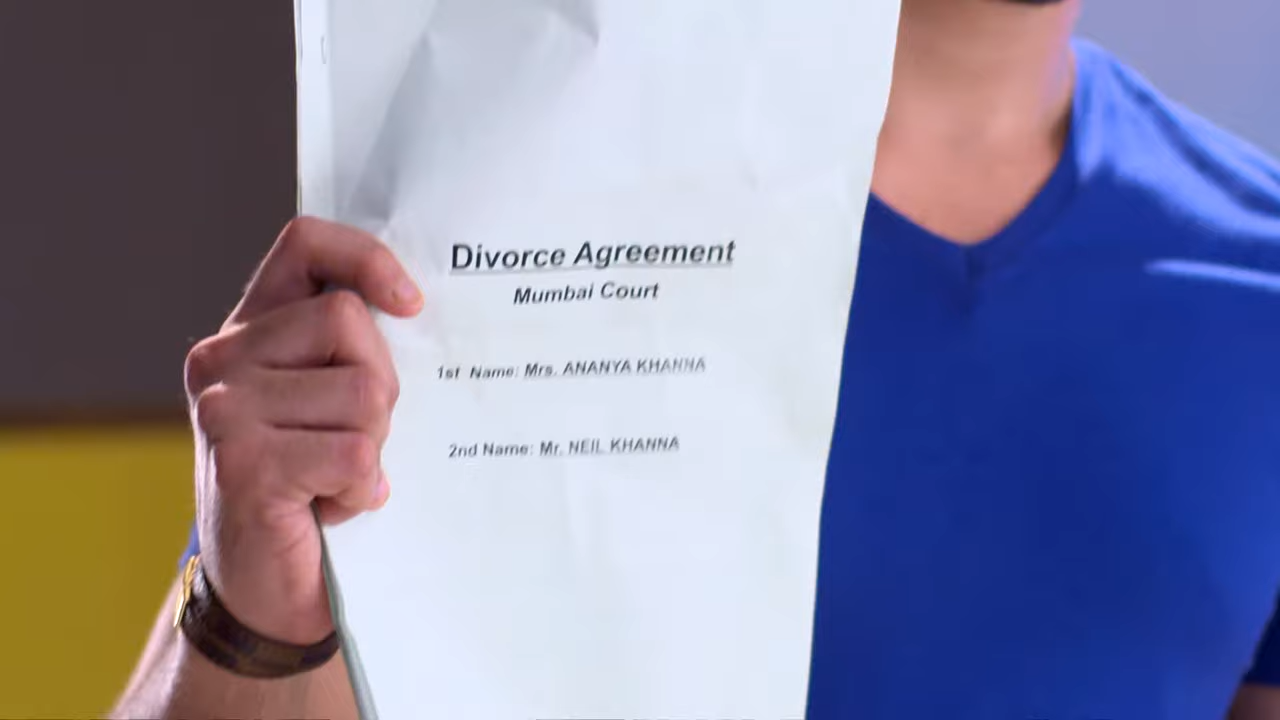 Divorce Agreement
Mumbai Court
1st Name: Mrs. ANANYA KHANNA
2nd Name: Mr. NEIL KHANNA